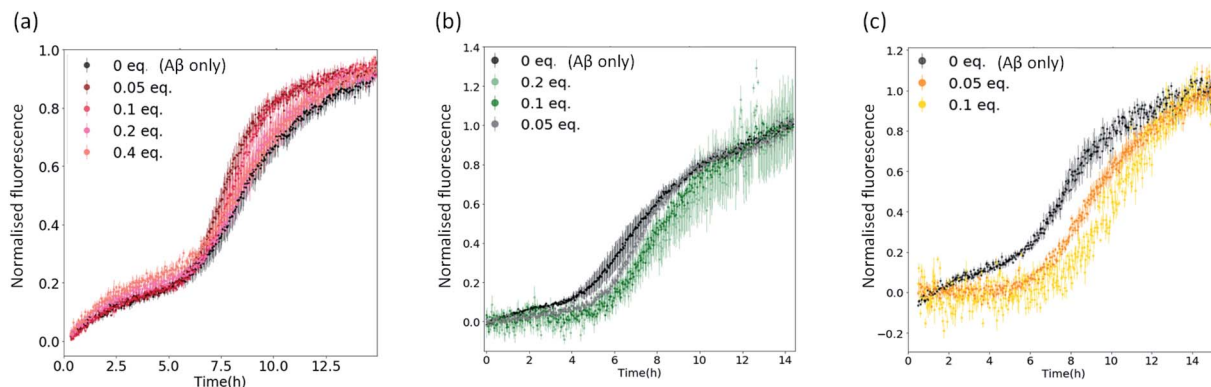 (a)
1.0
0.8
0.6
0.4
0.2
0.0
Normalised fluorescence
0 eq. (Aβ only)
0.05 eq.
0.1 eq.
0.2 eq.
0.4 eq.
0.0 2.5 5.0 7.5 10.0 12.5
Time(h)
(b)
1.4
1.2
1.0
0.8
0.6
0.4
0.2
0.0
Normalised fluorescence
0 eq. (Aβ only)
0.2 eq.
0.1 eq.
0.05 eq.
0 2 4 6 8 10 12 14
Time(h)
(c)
1.2
1.0
0.8
0.6
0.4
0.2
0.0
−0.2
Normalised fluorescence
0 eq. (Aβ only)
0.05 eq.
0.1 eq.
0 2 4 6 8 10 12 14
Time(h)